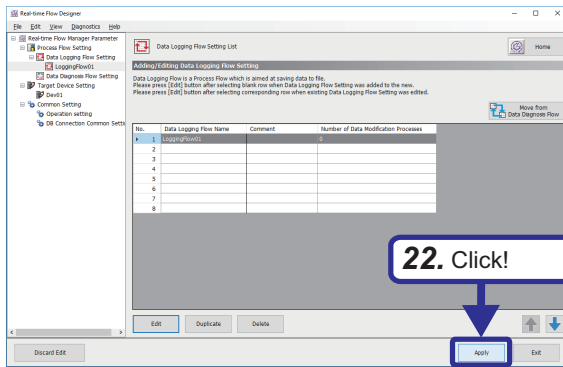 Real-time Flow Designer
File Edit View Diagnostics Help
Real-time Flow Manager Parameter
Process Flow Setting
Data Logging Flow Setting
LoggingFlow01
Data Diagnosis Flow Setting
Target Device Setting
Dev01
Common Setting
Operation setting
DB Connection Common Setti
Data Logging Flow Setting List
Home
Adding/Editing Data Logging Flow Setting
Data Logging Flow is a Process Flow which is aimed at saving data to file.
Please press [Edit] button after selecting blank row when Data Logging Flow Setting was added to the new.
Please press [Edit] button after selecting corresponding row when existing Data Logging Flow Setting was edited.
Move from
Data Diagnosis Flow
No. Data Logging Flow Name Comment Number of Data Modification Processes
1 LoggingFlow01 0
2
3
4
5
6
7
8
22. Click!
Edit Duplicate Delete
Discard Edit Apply Exit